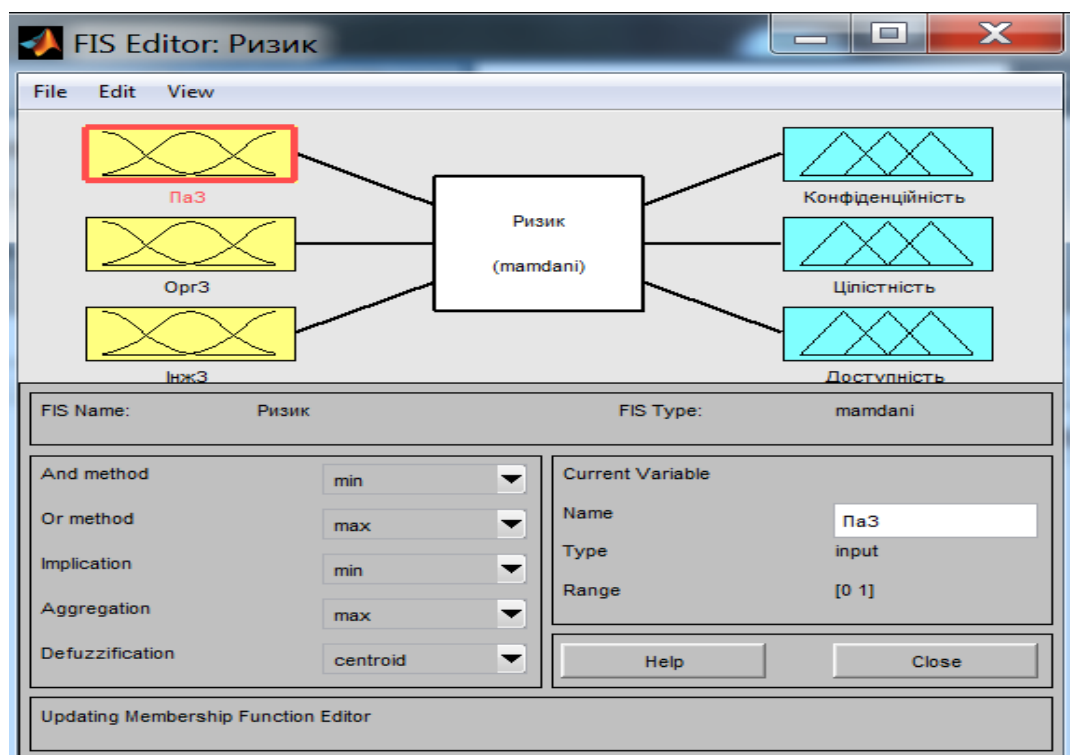 FIS Editor: Ризик
File Edit View
ПаЗ
Конфіденційність
Ризик
(mamdani)
ОргЗ
Цілістність
ІнжЗ
Доступність
FIS Name: Ризик FIS Type: mamdani
And method min
Or method max
Implication min
Aggregation max
Defuzzification centroid
Current Variable
Name ПаЗ
Type input
Range [0 1]
Help Close
Updating Membership Function Editor